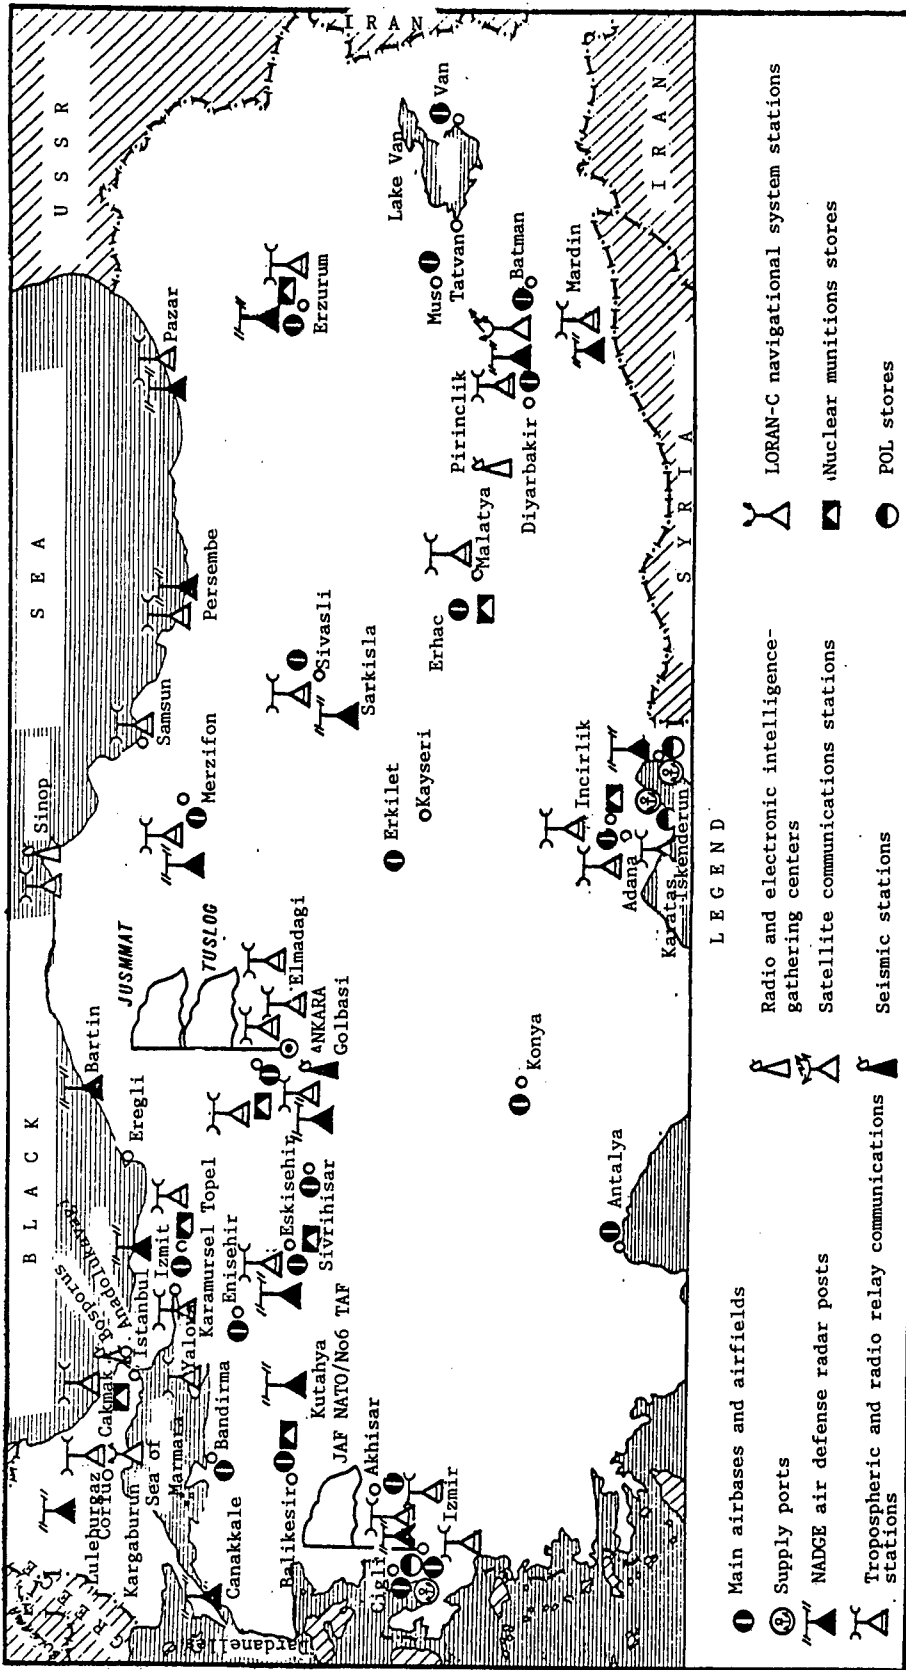 BLACK SEA
USSR
IRAN
IRAN
SYRIA
GREECE
Sinop
Bartin
Eregli
Samsun
Persembe
Pazar
Bosporus
Anadolukavagi
Istanbul
Cakmak
Luleburgaz
Corfuo
Kargaburun
Sea of
Marmara
Yalova
Izmit
Karamursel Topel
Enisehir
Bandirma
Canakkale
Dardanelles
Balikesir
Kutahya
JAF NATO/No6 TAF
Akhisar
Cigli
Izmir
Eskisehir
Sivrihisar
JUSMMAT
TUSLOG
ANKARA
Golbasi
Elmadagi
Merzifon
Sivasli
Sarkisla
Erkilet
Kayseri
Konya
Antalya
Incirlik
Adana
Karatas
Iskenderun
Erhac
Malatya
Pirinclik
Diyarbakir
Batman
Mardin
Mus
Tatvan
Lake Van
Van
Erzurum
LEGEND
Main airbases and airfields
Supply ports
NADGE air defense radar posts
Tropospheric and radio relay communications
stations
Radio and electronic intelligence-
gathering centers
Satellite communications stations
Seismic stations
LORAN-C navigational system stations
Nuclear munitions stores
POL stores